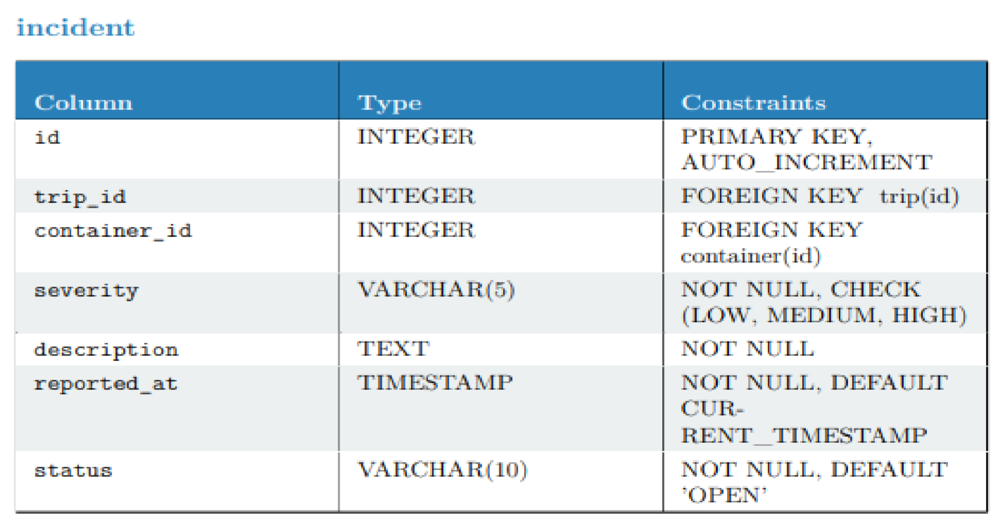 incident
Column Type Constraints
id INTEGER PRIMARY KEY,
AUTO_INCREMENT
trip_id INTEGER FOREIGN KEY trip(id)
container_id INTEGER FOREIGN KEY
container(id)
severity VARCHAR(5) NOT NULL, CHECK
(LOW, MEDIUM, HIGH)
description TEXT NOT NULL
reported_at TIMESTAMP NOT NULL, DEFAULT
CUR-
RENT_TIMESTAMP
status VARCHAR(10) NOT NULL, DEFAULT
’OPEN’